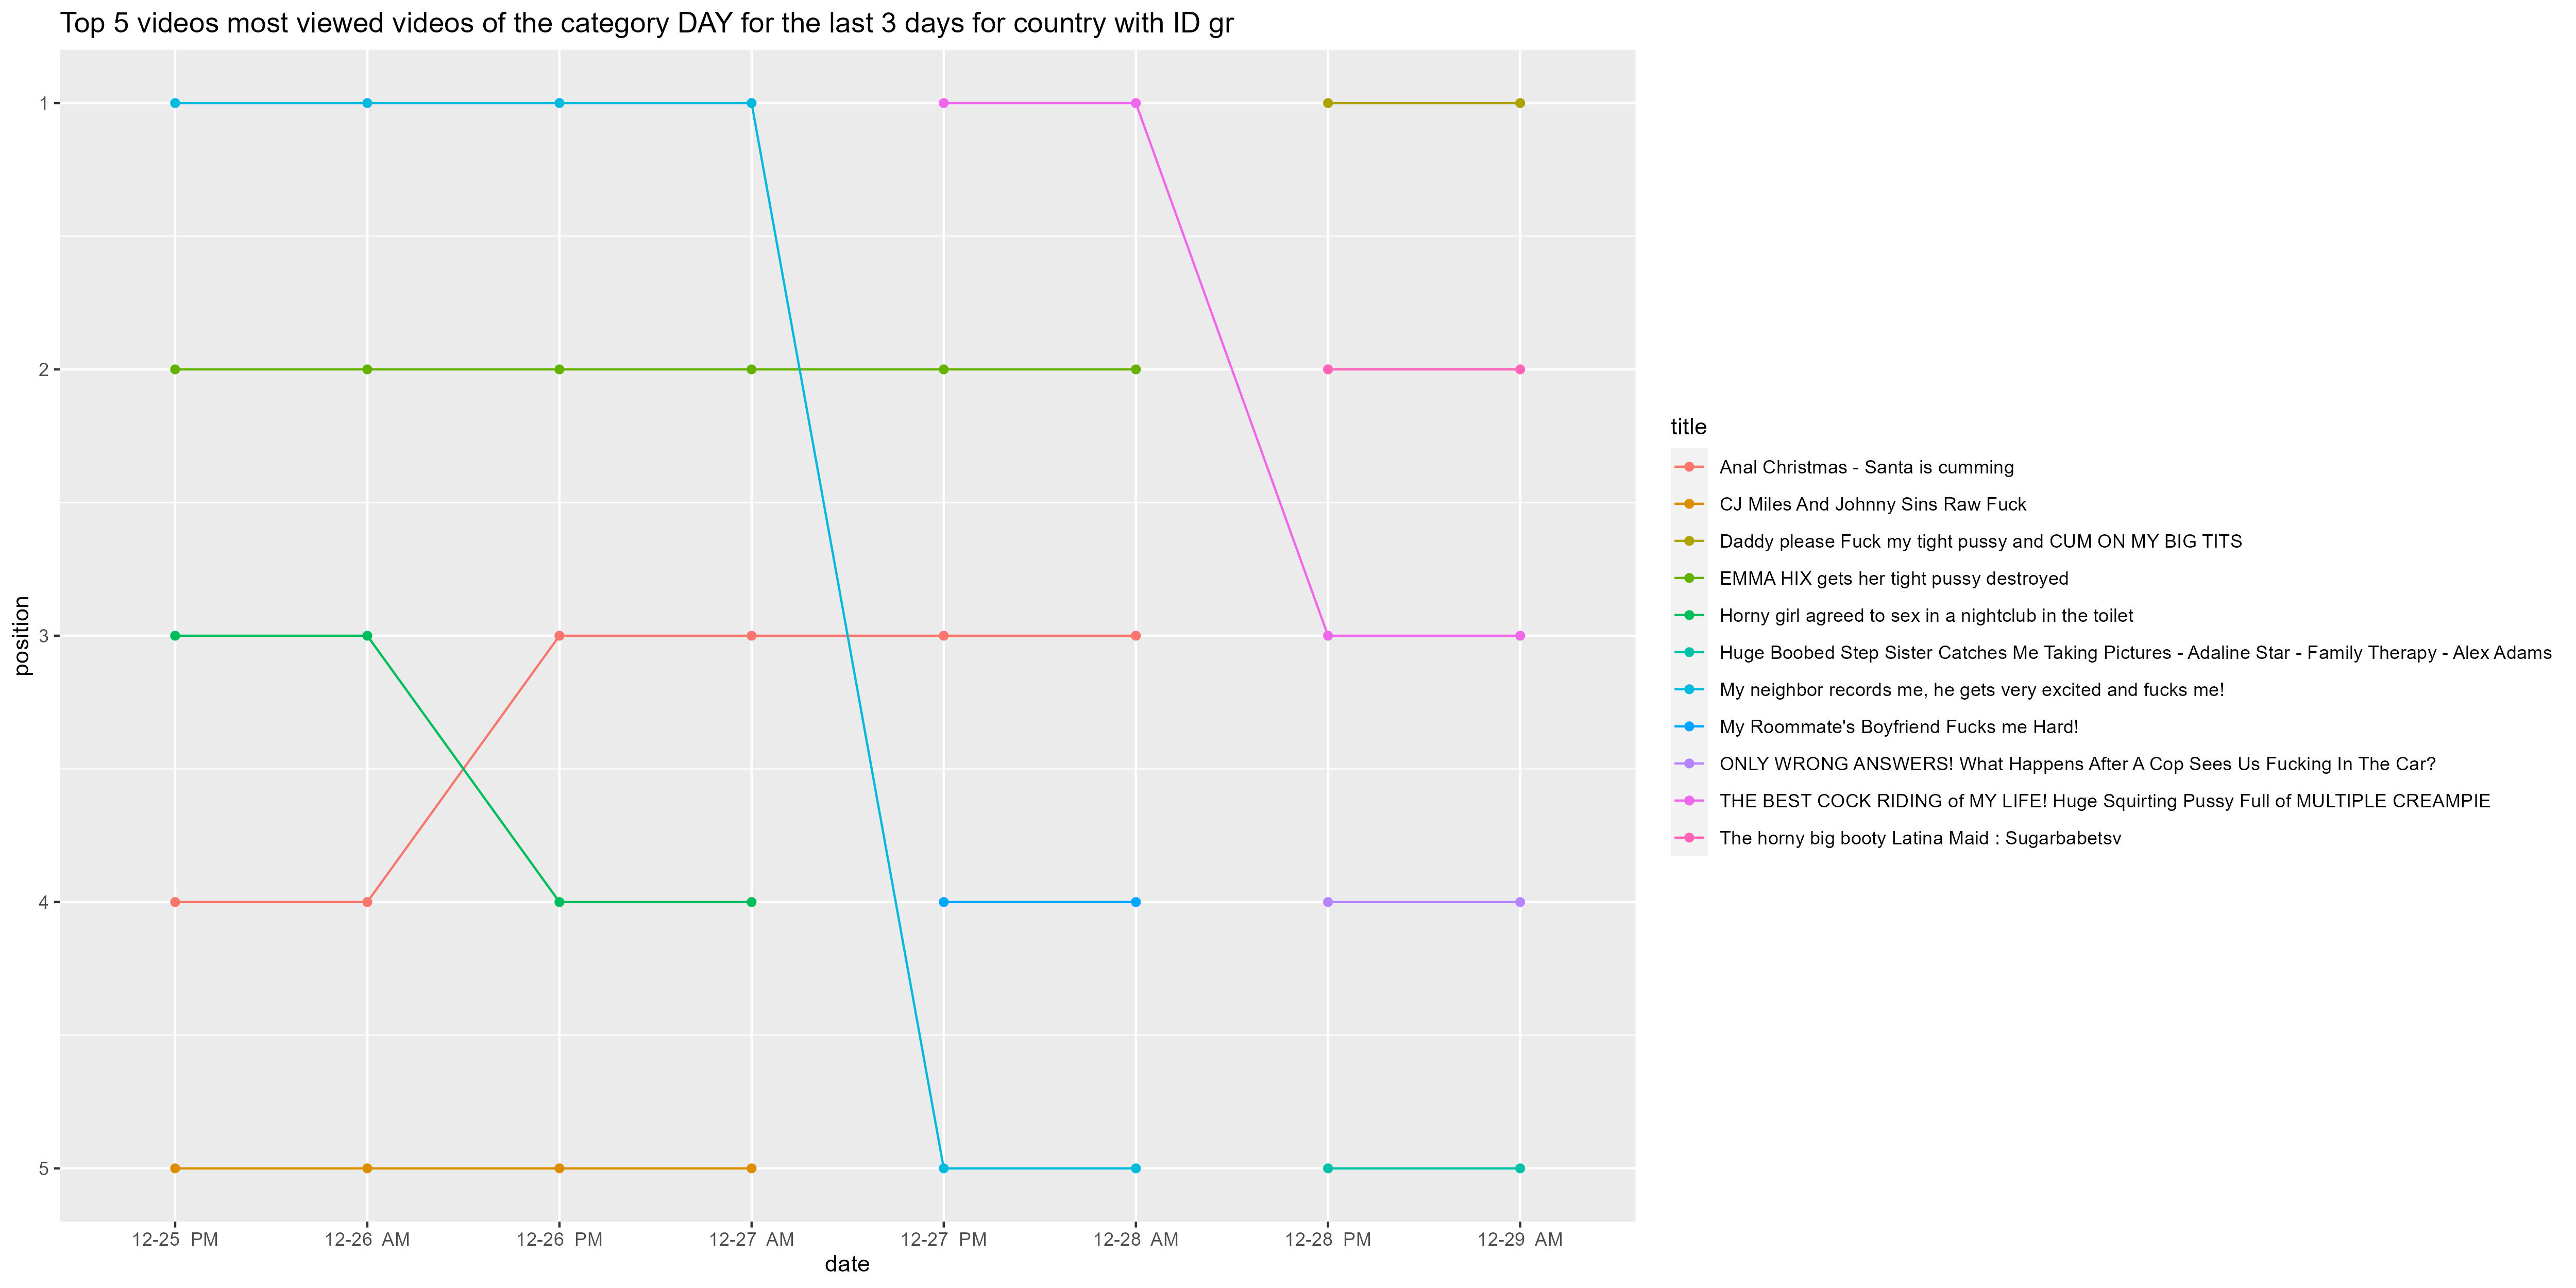 Top 5 videos most viewed videos of the category DAY for the last 3 days for country with ID gr
position
1
2
3
4
5
12-25 PM
12-26 AM
12-26 PM
12-27 AM
12-27 PM
12-28 AM
12-28 PM
12-29 AM
date
title
Anal Christmas - Santa is cumming
CJ Miles And Johnny Sins Raw Fuck
Daddy please Fuck my tight pussy and CUM ON MY BIG TITS
EMMA HIX gets her tight pussy destroyed
Horny girl agreed to sex in a nightclub in the toilet
Huge Boobed Step Sister Catches Me Taking Pictures - Adaline Star - Family Therapy - Alex Adams
My neighbor records me, he gets very excited and fucks me!
My Roommate's Boyfriend Fucks me Hard!
ONLY WRONG ANSWERS! What Happens After A Cop Sees Us Fucking In The Car?
THE BEST COCK RIDING of MY LIFE! Huge Squirting Pussy Full of MULTIPLE CREAMPIE
The horny big booty Latina Maid : Sugarbabetsv